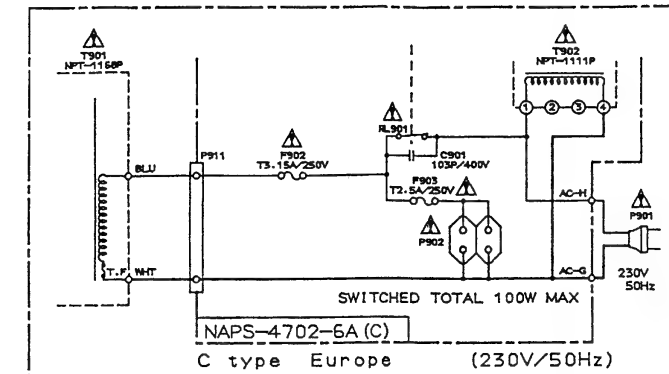 T901
NPT-1168P
T902
NPT-1111P
1 2 3 4
RL901
C901
103P/400V
F902
T3.15A/250V
P911
BLU
F903
T2.5A/250V
P902
AC-H
P901
T.F WHT
AC-G
230V
50Hz
SWITCHED TOTAL 100W MAX
NAPS-4702-6A(C)
C type Europe (230V/50Hz)